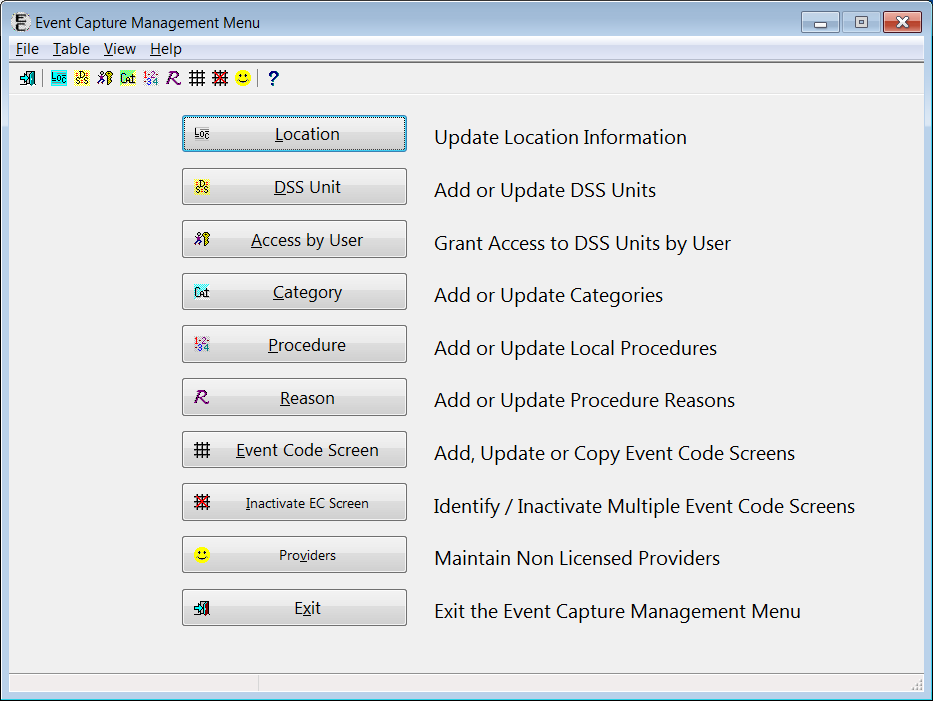 Event Capture Management Menu
File Table View Help
Location Update Location Information
DSS Unit Add or Update DSS Units
Access by User Grant Access to DSS Units by User
Category Add or Update Categories
Procedure Add or Update Local Procedures
Reason Add or Update Procedure Reasons
Event Code Screen Add, Update or Copy Event Code Screens
Inactivate EC Screen Identify / Inactivate Multiple Event Code Screens
Providers Maintain Non Licensed Providers
Exit Exit the Event Capture Management Menu